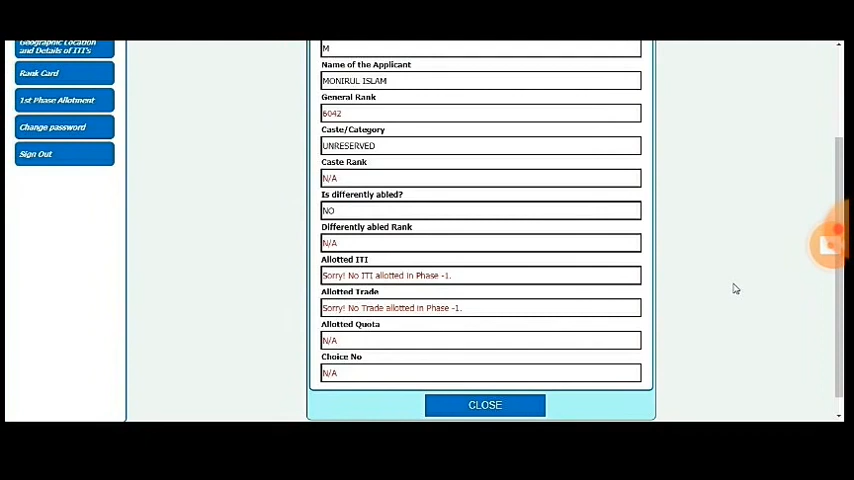 Geographic Location
and Details of ITI's
Rank Card
1st Phase Allotment
Change password
Sign Out
M
Name of the Applicant
MONIRUL ISLAM
General Rank
6042
Caste/Category
UNRESERVED
Caste Rank
N/A
Is differently abled?
NO
Differently abled Rank
N/A
Allotted ITI
Sorry! No ITI allotted in Phase -1.
Allotted Trade
Sorry! No Trade allotted in Phase -1.
Allotted Quota
N/A
Choice No
N/A
CLOSE